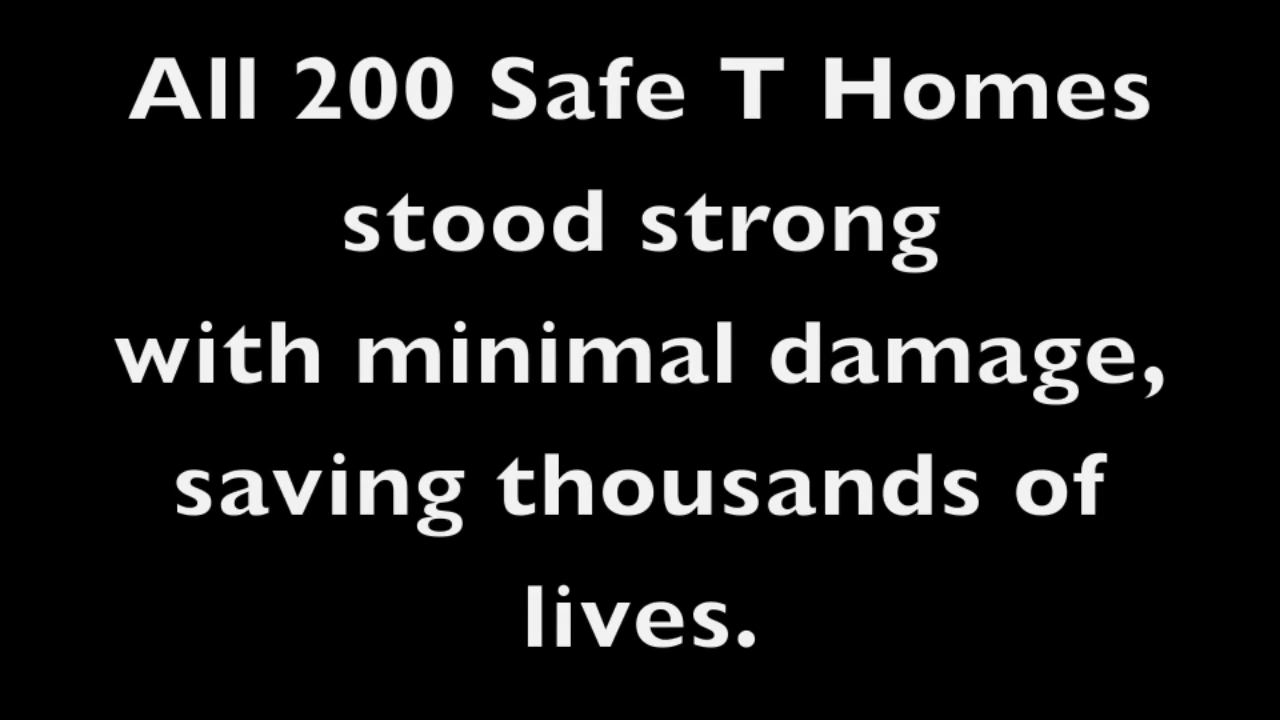 All 200 Safe T Homes
stood strong
with minimal damage,
saving thousands of
lives.